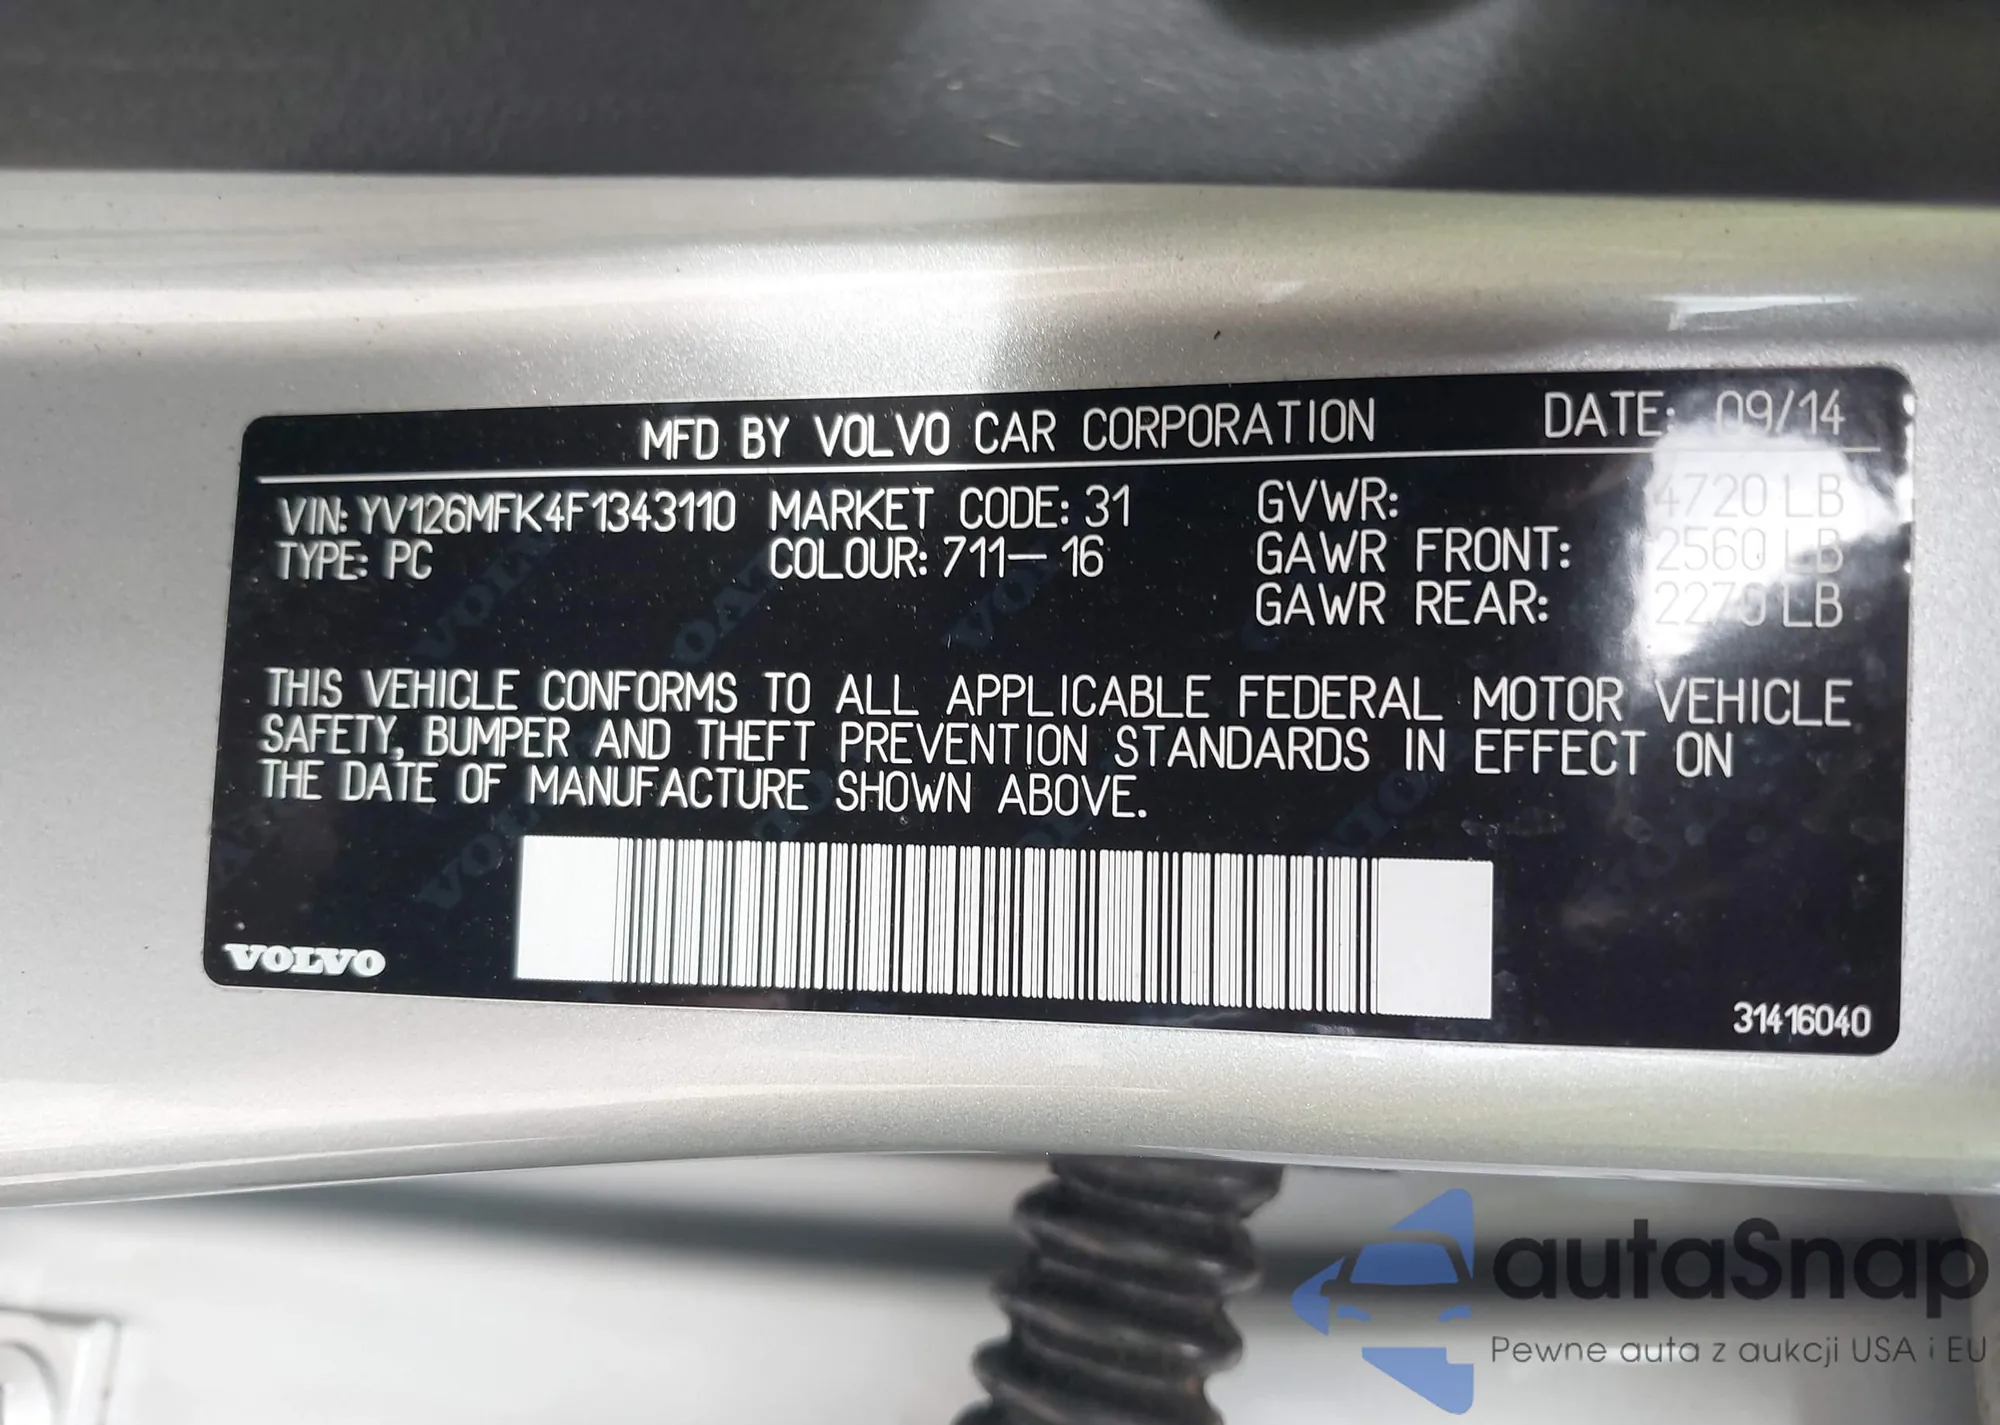 MFD BY VOLVO CAR CORPORATION DATE: 09/14
VIN: YV126MFK4F1343110 MARKET CODE: 31 GVWR: 4720 LB
TYPE: PC COLOUR: 711-16 GAWR FRONT: 2560 LB
GAWR REAR: 2270 LB
THIS VEHICLE CONFORMS TO ALL APPLICABLE FEDERAL MOTOR VEHICLE
SAFETY, BUMPER AND THEFT PREVENTION STANDARDS IN EFFECT ON
THE DATE OF MANUFACTURE SHOWN ABOVE.
VOLVO
31416040
autaSnap
Pewne auta z aukcji USA i EU